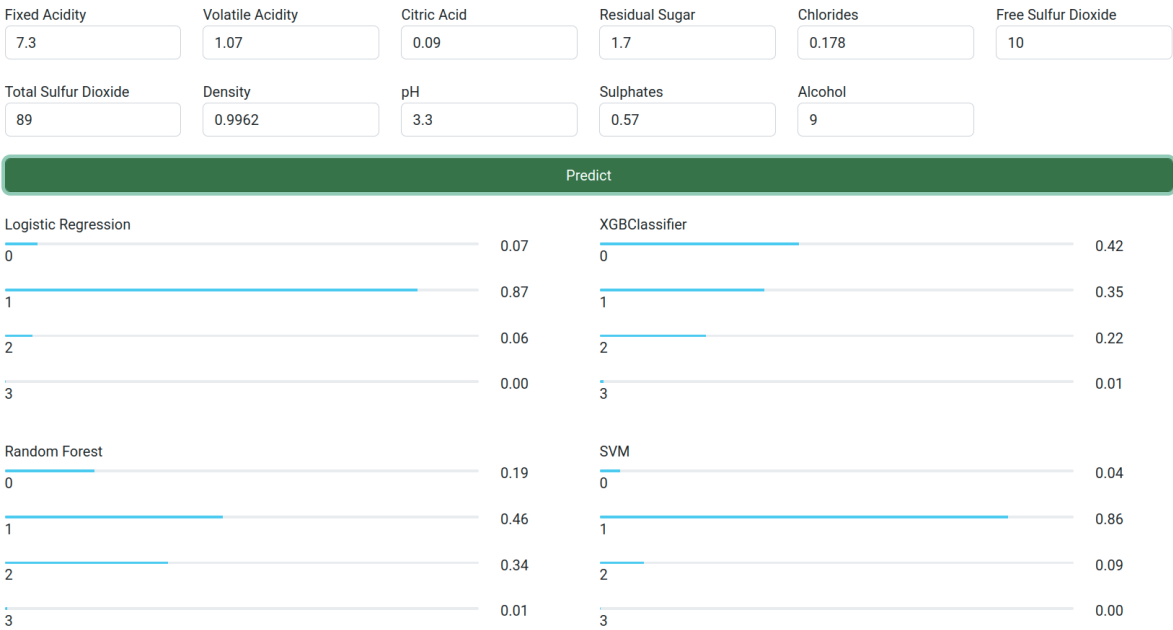 Fixed Acidity Volatile Acidity Citric Acid Residual Sugar Chlorides Free Sulfur Dioxide
7.3 1.07 0.09 1.7 0.178 10
Total Sulfur Dioxide Density pH Sulphates Alcohol
89 0.9962 3.3 0.57 9
Predict
Logistic Regression
0 0.07
1 0.87
2 0.06
3 0.00
XGBClassifier
0 0.42
1 0.35
2 0.22
3 0.01
Random Forest
0 0.19
1 0.46
2 0.34
3 0.01
SVM
0 0.04
1 0.86
2 0.09
3 0.00